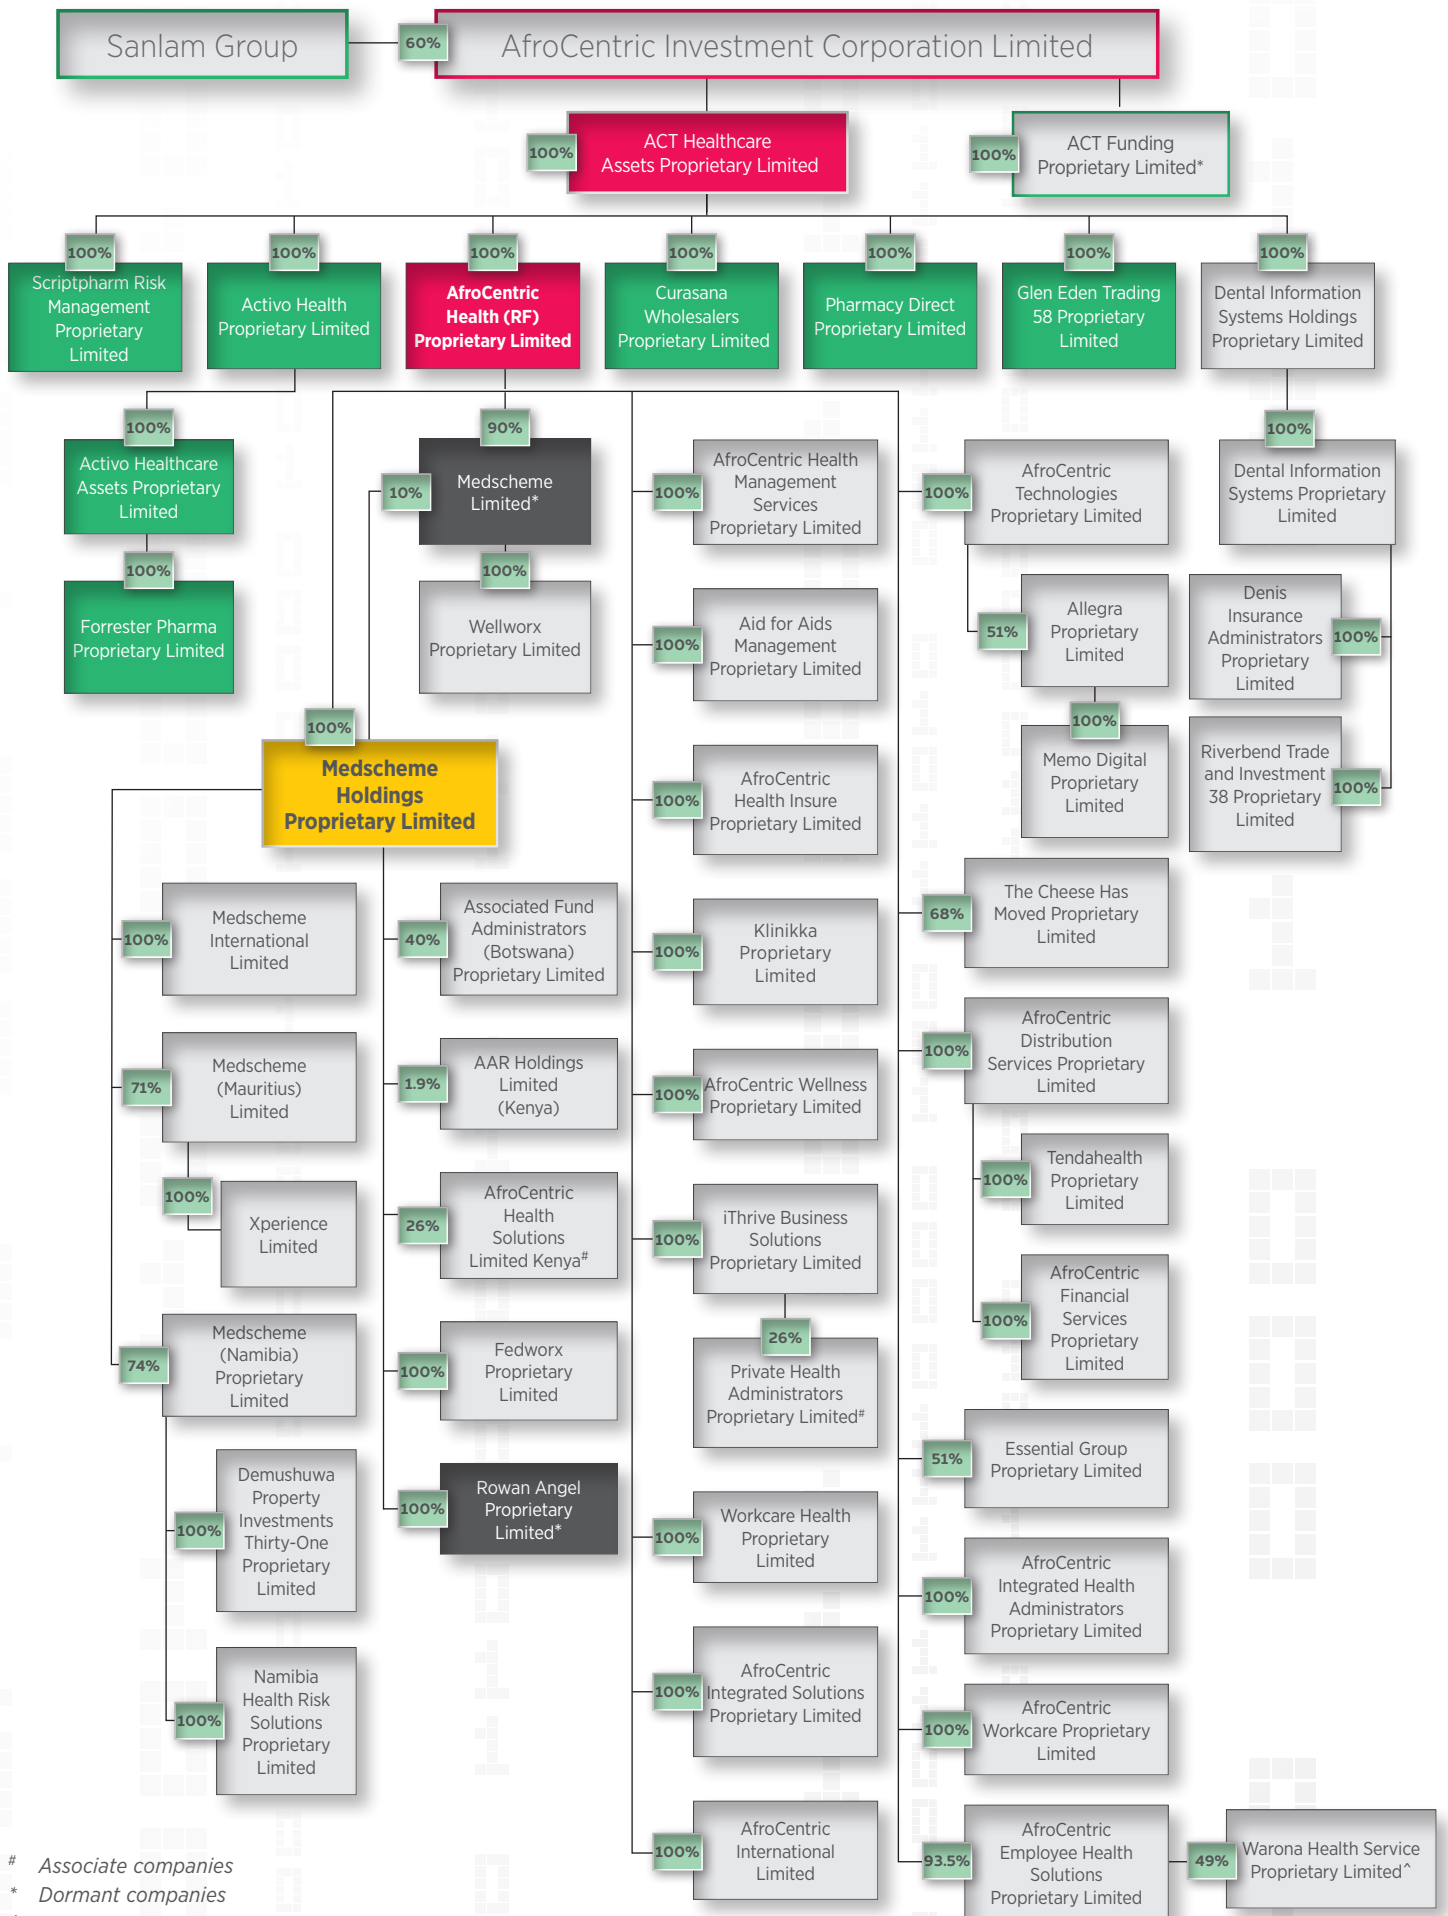 Sanlam Group
60%
AfroCentric Investment Corporation Limited
100%
ACT Healthcare
Assets Proprietary Limited
100%
ACT Funding
Proprietary Limited*
100%
Scriptpharm Risk
Management
Proprietary
Limited
100%
Activo Health
Proprietary Limited
100%
AfroCentric
Health (RF)
Proprietary Limited
100%
Curasana
Wholesalers
Proprietary Limited
100%
Pharmacy Direct
Proprietary Limited
100%
Glen Eden Trading
58 Proprietary
Limited
100%
Dental Information
Systems Holdings
Proprietary Limited
100%
Activo Healthcare
Assets Proprietary
Limited
100%
Forrester Pharma
Proprietary Limited
90%
10%
Medscheme
Limited*
100%
Wellworx
Proprietary Limited
100%
Medscheme
Holdings
Proprietary Limited
100%
Medscheme
International
Limited
71%
Medscheme
(Mauritius)
Limited
100%
Xperience
Limited
74%
Medscheme
(Namibia)
Proprietary
Limited
100%
Demushuwa
Property
Investments
Thirty-One
Proprietary
Limited
100%
Namibia
Health Risk
Solutions
Proprietary
Limited
40%
Associated Fund
Administrators
(Botswana)
Proprietary Limited
1.9%
AAR Holdings
Limited
(Kenya)
26%
AfroCentric
Health
Solutions
Limited Kenya#
100%
Fedworx
Proprietary
Limited
100%
Rowan Angel
Proprietary
Limited*
100%
AfroCentric Health
Management
Services
Proprietary Limited
100%
Aid for Aids
Management
Proprietary Limited
100%
AfroCentric
Health Insure
Proprietary Limited
100%
Klinikka
Proprietary
Limited
100%
AfroCentric Wellness
Proprietary Limited
100%
iThrive Business
Solutions
Proprietary Limited
26%
Private Health
Administrators
Proprietary Limited#
100%
Workcare Health
Proprietary
Limited
100%
AfroCentric
Integrated Solutions
Proprietary Limited
100%
AfroCentric
International
Limited
100%
AfroCentric
Technologies
Proprietary Limited
51%
Allegra
Proprietary
Limited
100%
Memo Digital
Proprietary
Limited
68%
The Cheese Has
Moved Proprietary
Limited
100%
AfroCentric
Distribution
Services Proprietary
Limited
100%
Tendahealth
Proprietary
Limited
100%
AfroCentric
Financial
Services
Proprietary
Limited
51%
Essential Group
Proprietary Limited
100%
AfroCentric
Integrated Health
Administrators
Proprietary Limited
100%
AfroCentric
Workcare Proprietary
Limited
93.5%
AfroCentric
Employee Health
Solutions
Proprietary Limited
49%
Warona Health Service
Proprietary Limited^
100%
Dental Information
Systems Proprietary
Limited
Denis
Insurance
Administrators
Proprietary
Limited
100%
Riverbend Trade
and Investment
38 Proprietary
Limited
100%
# Associate companies
* Dormant companies